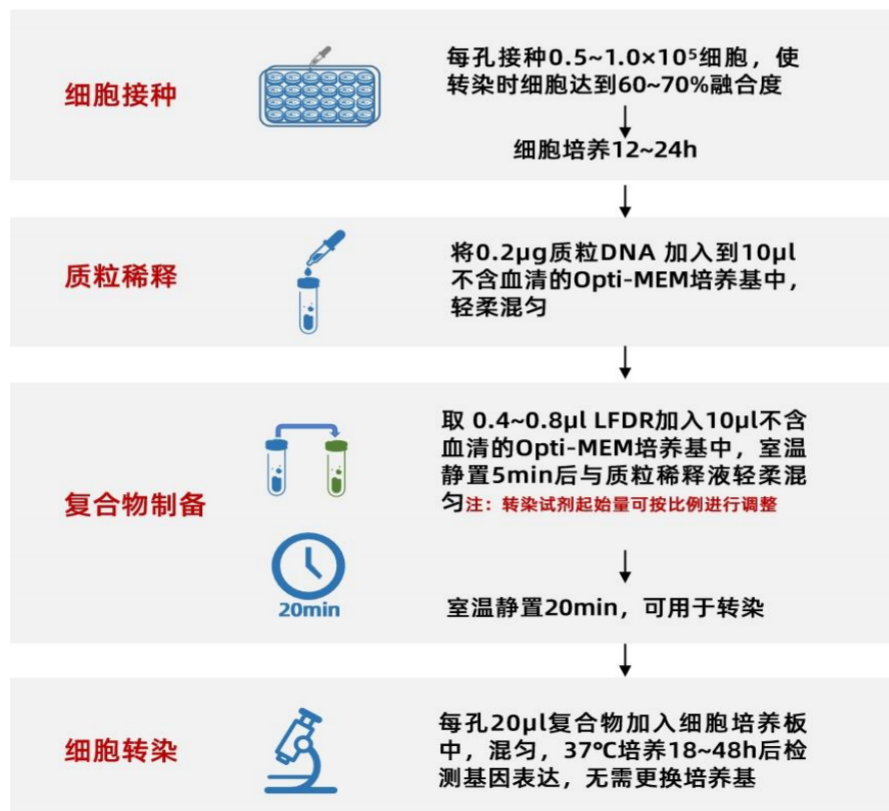 细胞接种
每孔接种0.5~1.0×10⁵细胞，使
转染时细胞达到60~70%融合度
细胞培养12~24h
质粒稀释
将0.2μg质粒DNA 加入到10μl
不含血清的Opti-MEM培养基中，
轻柔混匀
复合物制备
取 0.4~0.8μl LFDR加入10μl不含
血清的Opti-MEM培养基中，室温
静置5min后与质粒稀释液轻柔混
匀注：转染试剂起始量可按比例进行调整
20min
室温静置20min，可用于转染
细胞转染
每孔20μl复合物加入细胞培养板
中，混匀，37℃培养18~48h后检
测基因表达，无需更换培养基